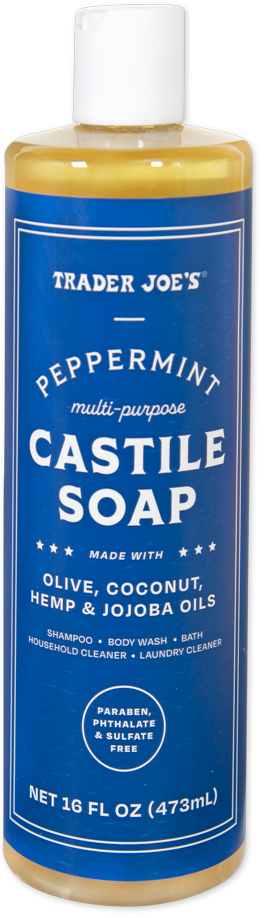 TRADER JOE'S®
PEPPERMINT
multi-purpose
CASTILE
SOAP
★★★ MADE WITH ★★★
OLIVE, COCONUT,
HEMP & JOJOBA OILS
SHAMPOO • BODY WASH • BATH
HOUSEHOLD CLEANER • LAUNDRY CLEANER
PARABEN,
PHTHALATE
& SULFATE
FREE
NET 16 FL OZ (473mL)